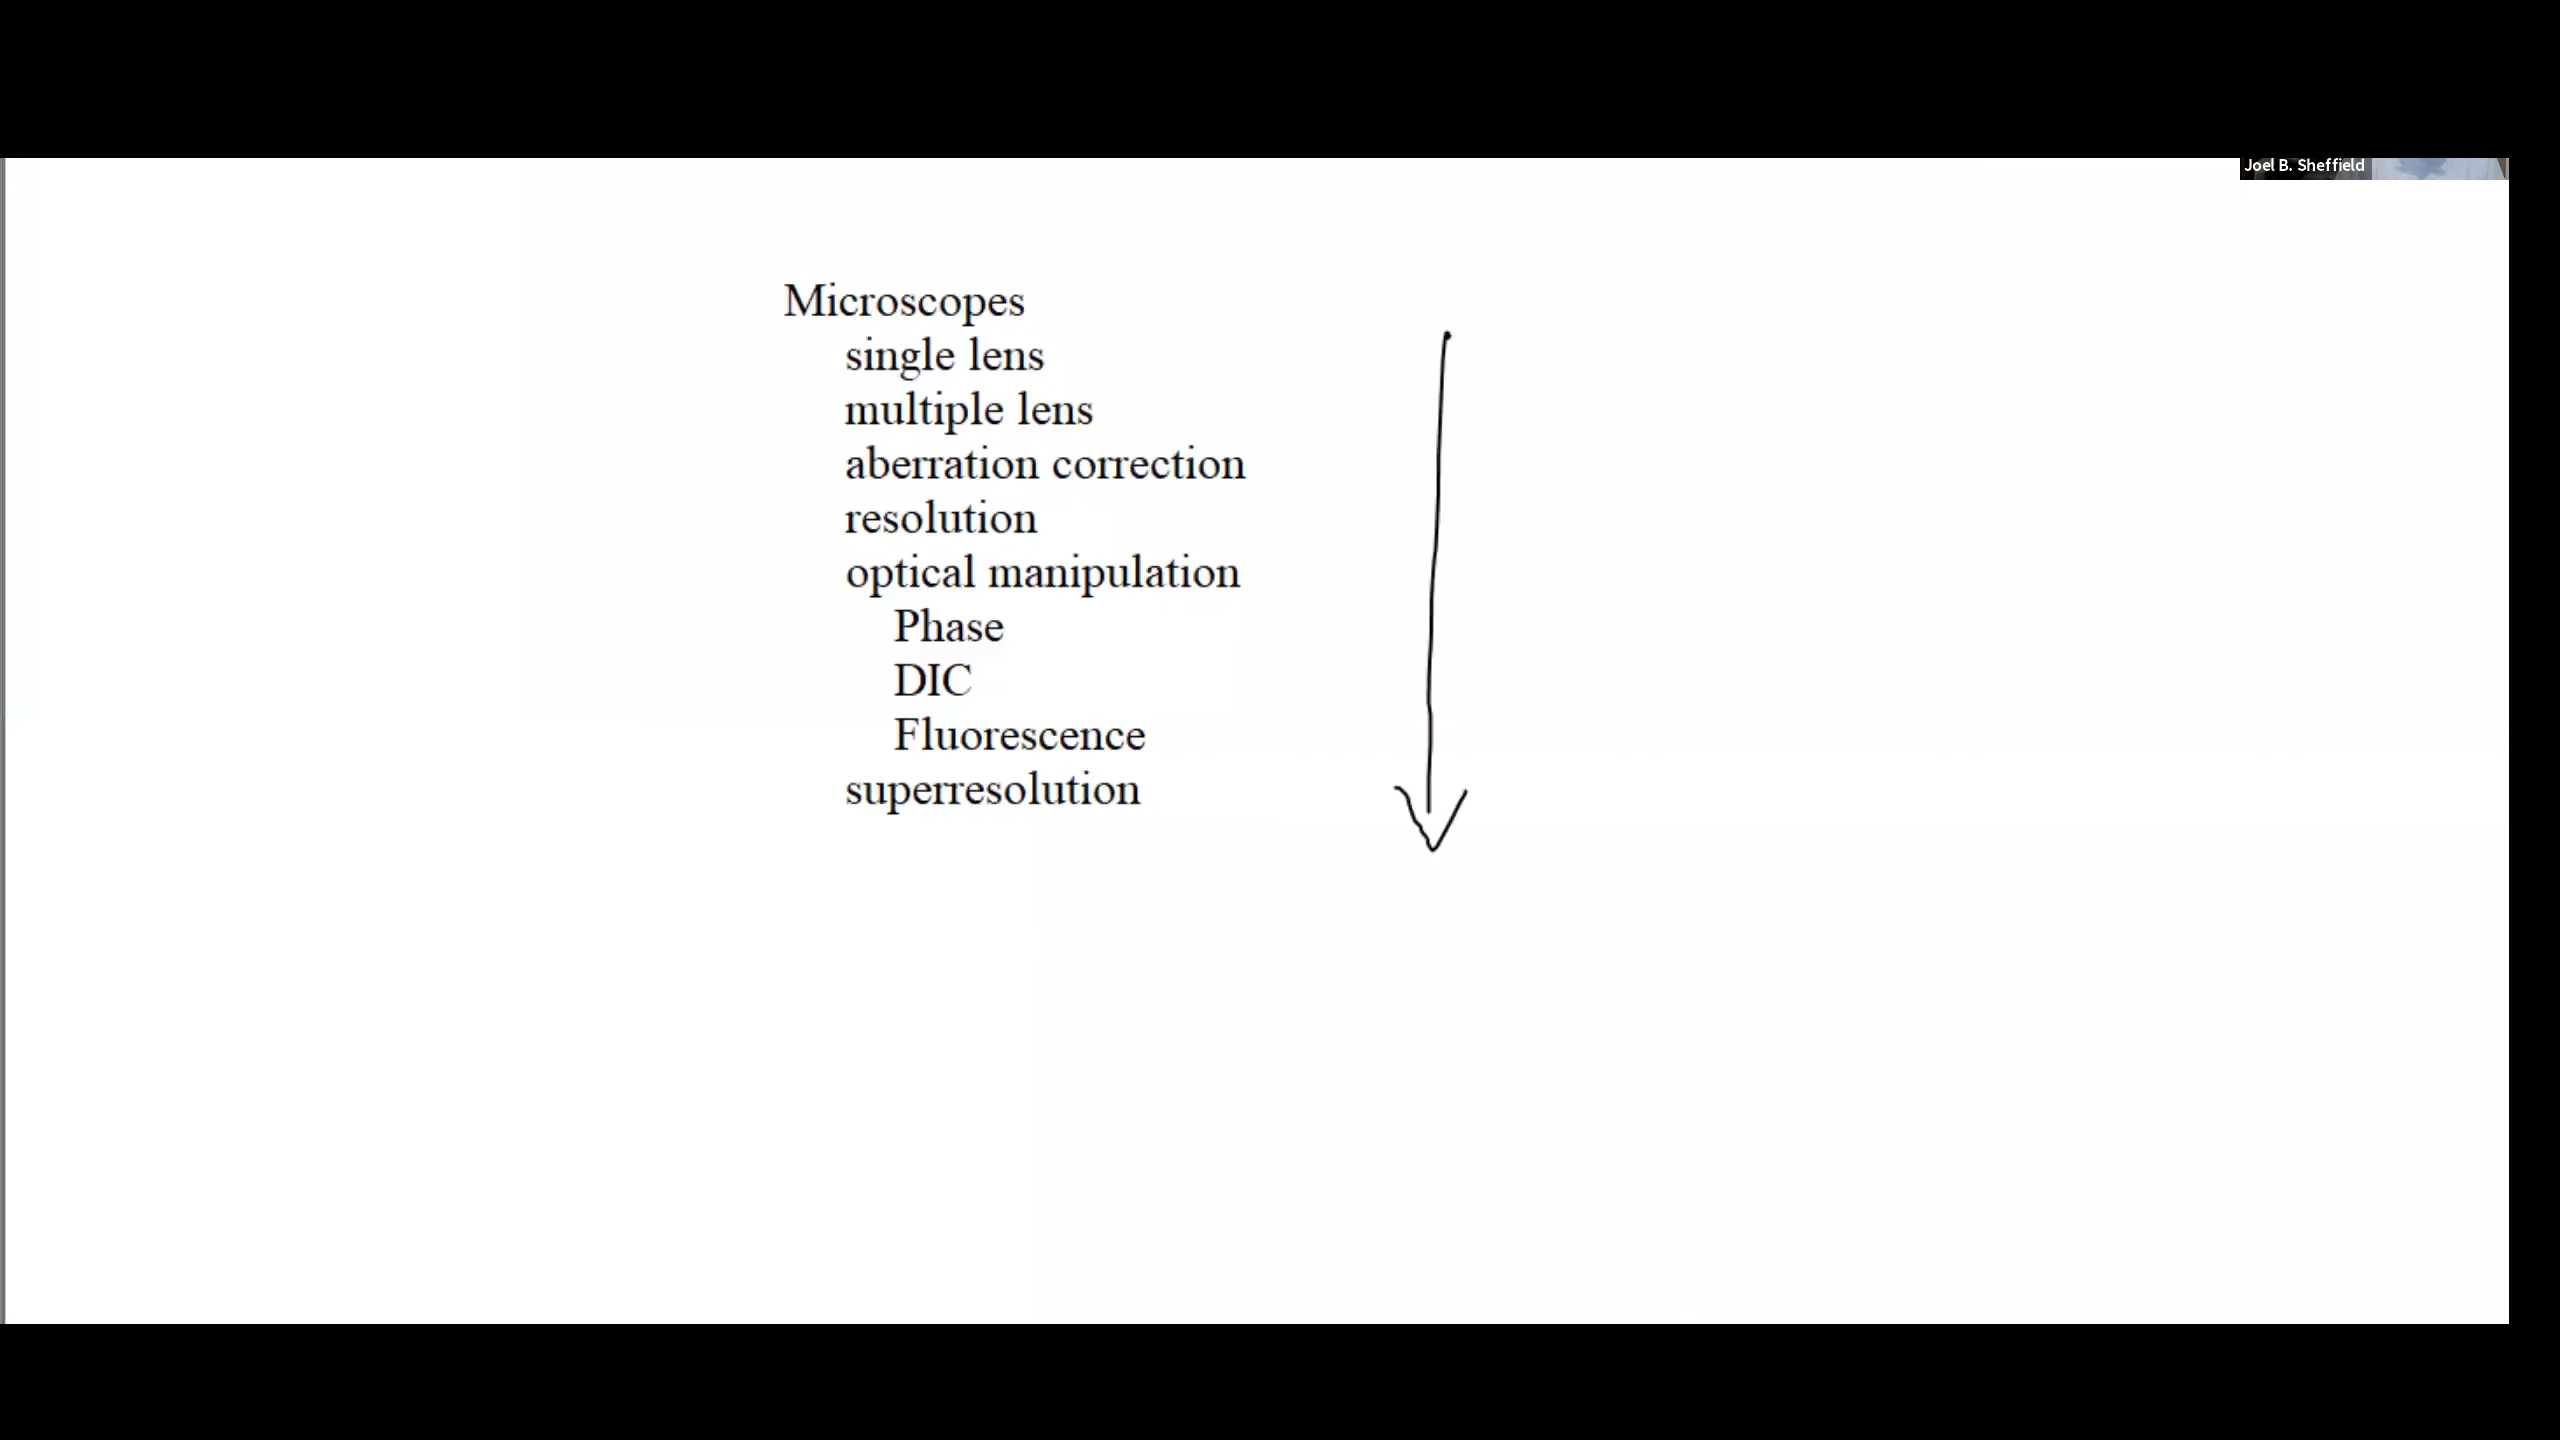 Joel B. Sheffield
Microscopes
single lens
multiple lens
aberration correction
resolution
optical manipulation
Phase
DIC
Fluorescence
superresolution